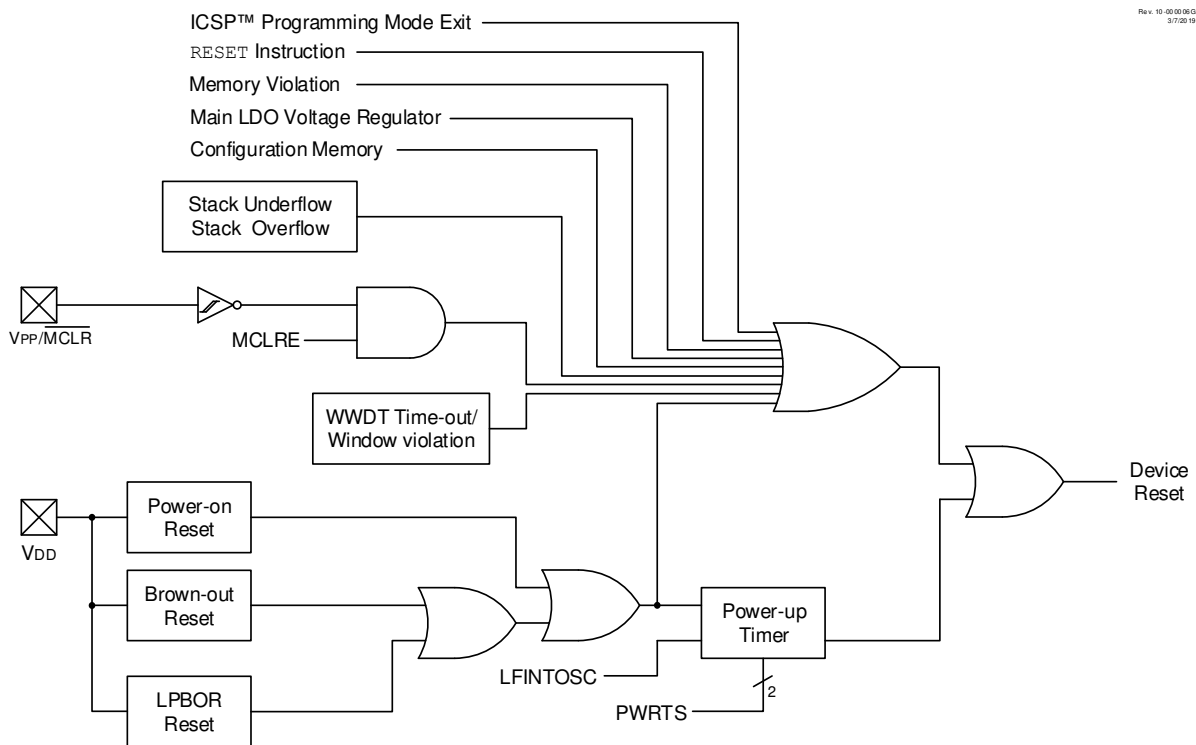 Rev. 10-000006G
3/7/2019
ICSP™ Programming Mode Exit
RESET Instruction
Memory Violation
Main LDO Voltage Regulator
Configuration Memory
Stack Underflow
Stack Overflow
VPP/MCLR
MCLRE
WWDT Time-out/
Window violation
Device
Reset
Power-on
Reset
VDD
Brown-out
Reset
Power-up
Timer
LFINTOSC
LPBOR
Reset
2
PWRTS